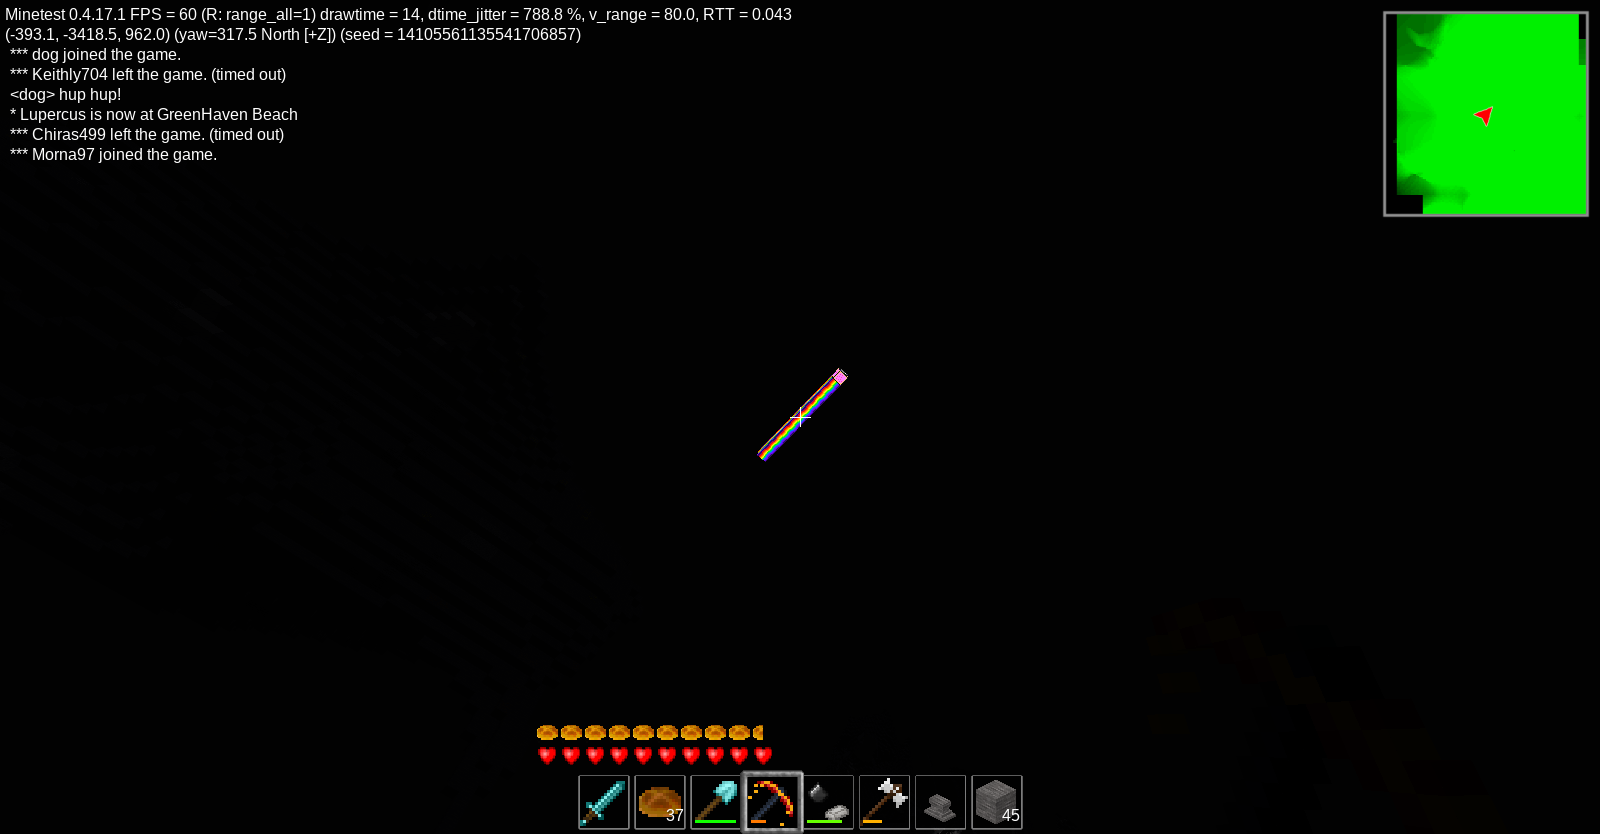 Minetest 0.4.17.1 FPS = 60 (R: range_all=1) drawtime = 14, dtime_jitter = 788.8 %, v_range = 80.0, RTT = 0.043
(-393.1, -3418.5, 962.0) (yaw=317.5 North [+Z]) (seed = 14105561135541706857)
*** dog joined the game.
*** Keithly704 left the game. (timed out)
<dog> hup hup!
* Lupercus is now at GreenHaven Beach
*** Chiras499 left the game. (timed out)
*** Morna97 joined the game.
37
45